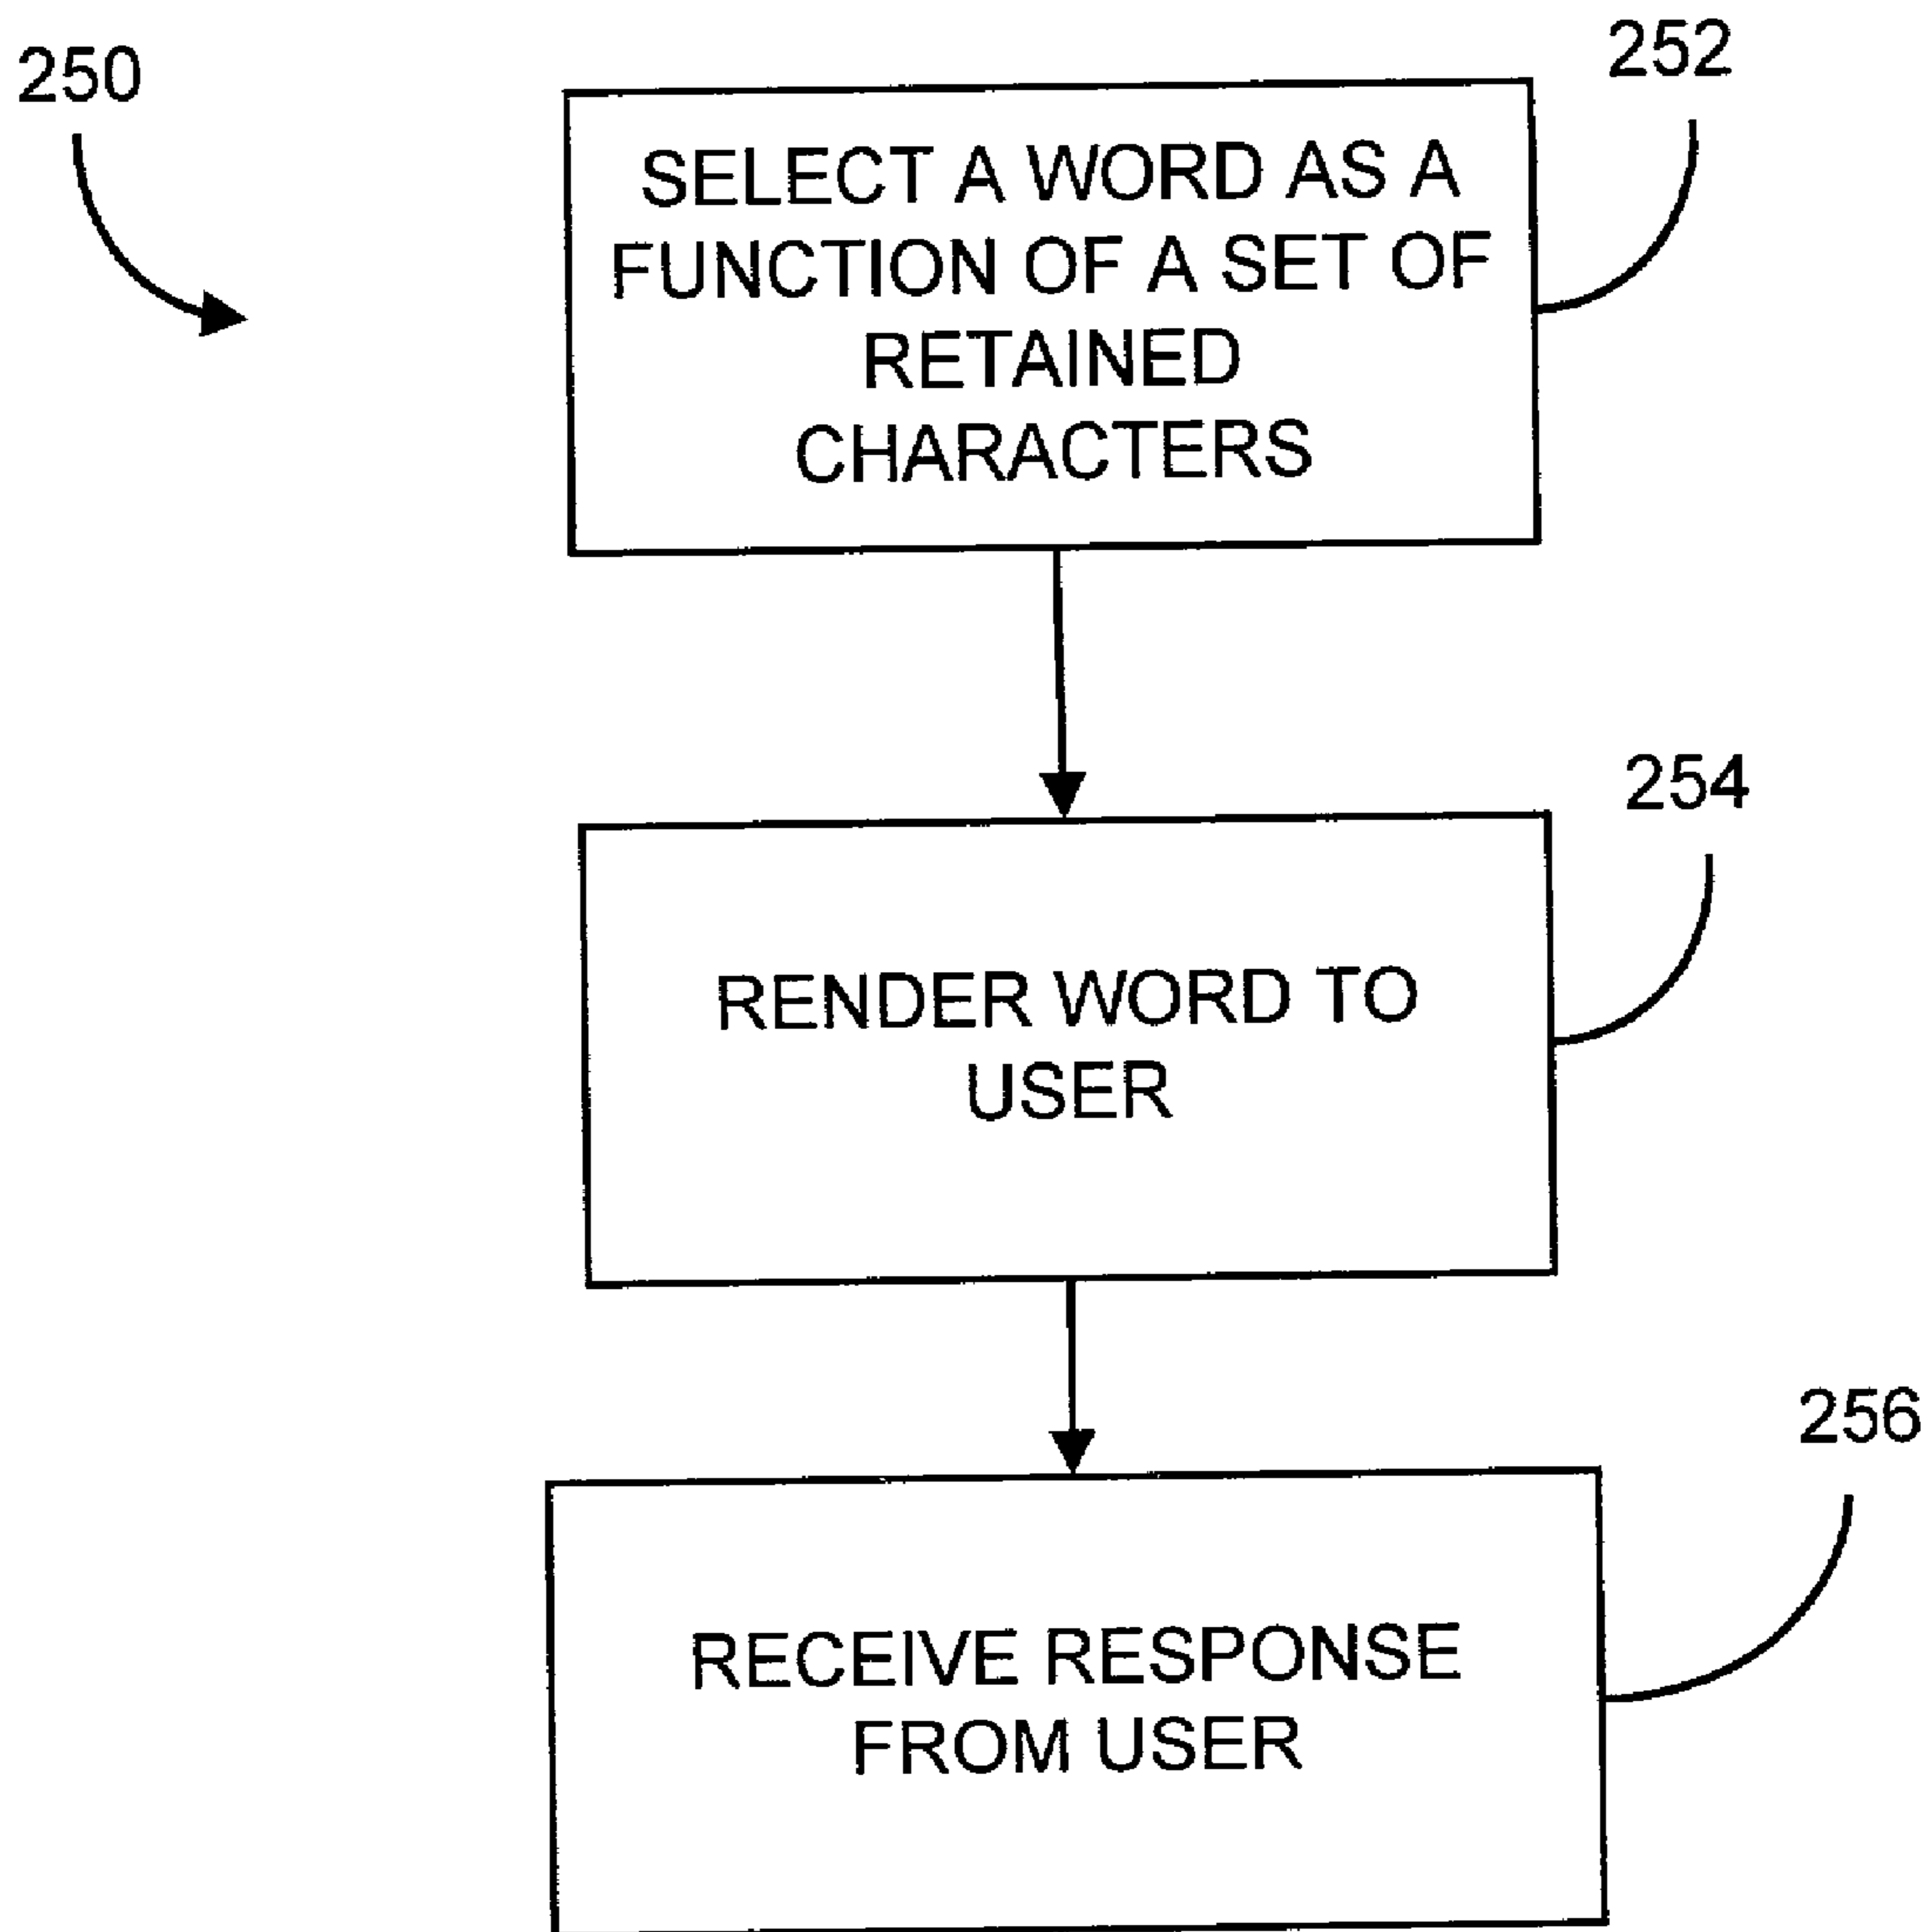 250
252
SELECT A WORD AS A
FUNCTION OF A SET OF
RETAINED
CHARACTERS
254
RENDER WORD TO
USER
256
RECEIVE RESPONSE
FROM USER